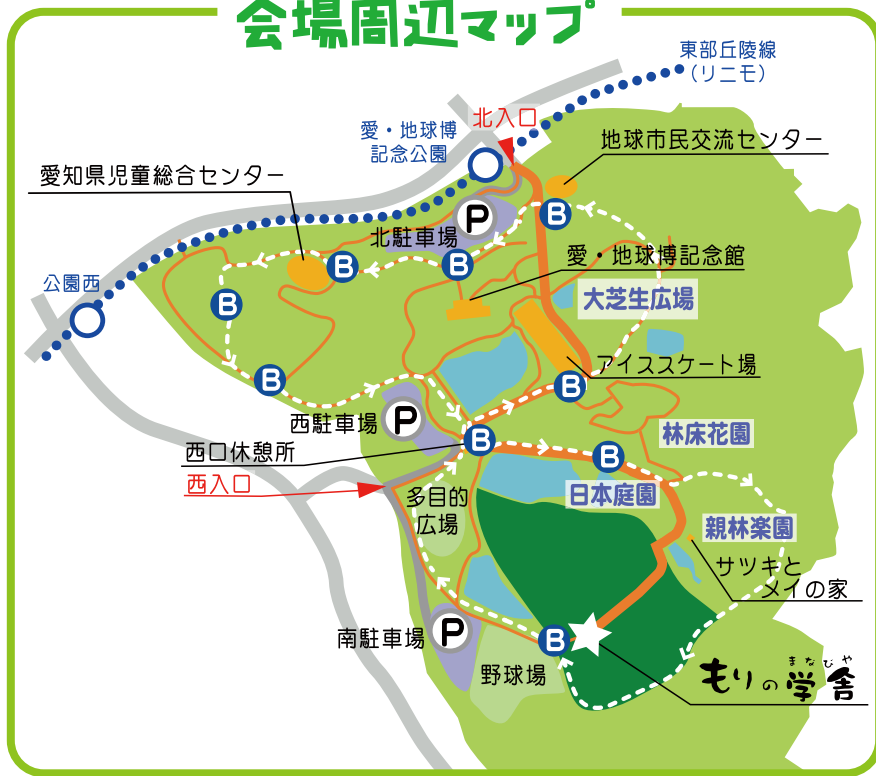 会場周辺マップ
東部丘陵線
（リニモ）
北入口
愛・地球博
記念公園
地球市民交流センター
愛知県児童総合センター
P
B
北駐車場
B
B
愛・地球博記念館
公園西
B
大芝生広場
アイススケート場
B
B
西駐車場
P
B
林床花園
西口休憩所
B
西入口
多目的
広場
日本庭園
親林楽園
サツキと
メイの家
南駐車場
P
B
野球場
まなびや
もりの学舎